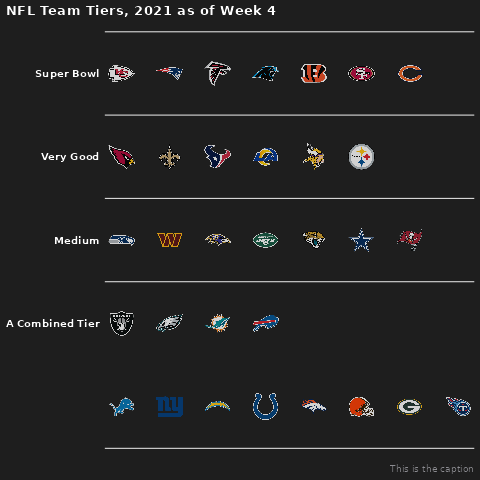 NFL Team Tiers, 2021 as of Week 4
Super Bowl
Very Good
Medium
A Combined Tier
This is the caption